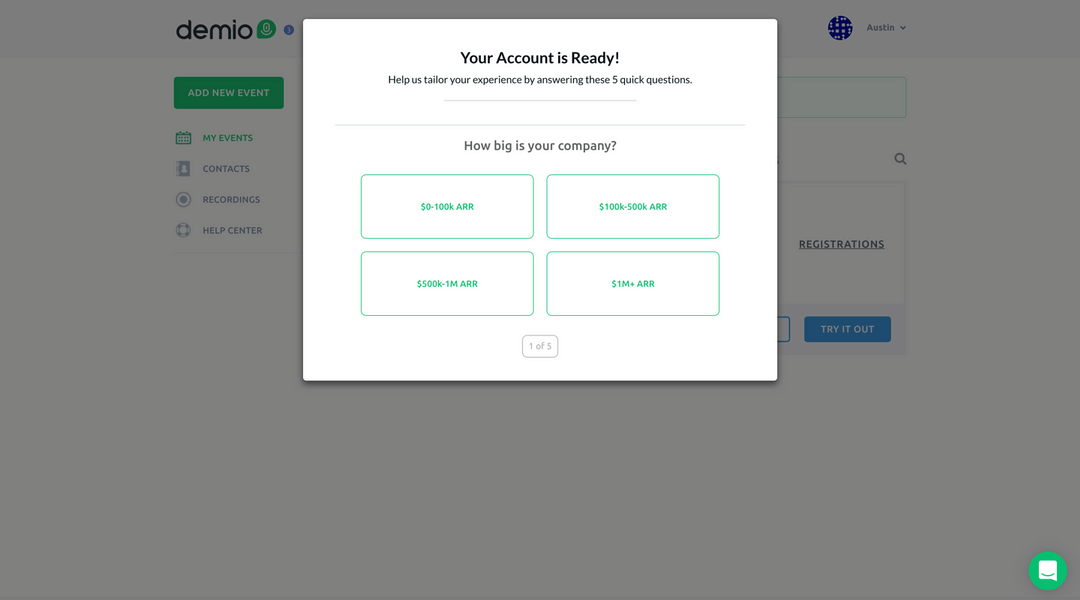 demio
3
Austin
Your Account is Ready!
Help us tailor your experience by answering these 5 quick questions.
ADD NEW EVENT
MY EVENTS
CONTACTS
RECORDINGS
HELP CENTER
How big is your company?
$0-100k ARR
$100k-500k ARR
$500k-1M ARR
$1M+ ARR
1 of 5
REGISTRATIONS
TRY IT OUT